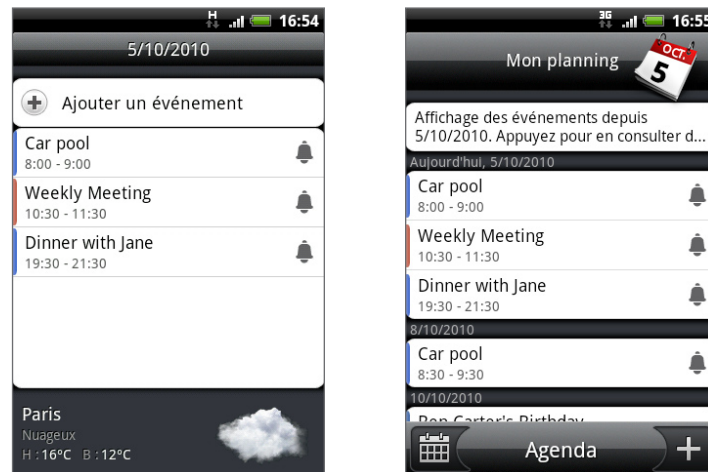 H 16:54
5/10/2010
Ajouter un événement
Car pool
8:00 - 9:00
Weekly Meeting
10:30 - 11:30
Dinner with Jane
19:30 - 21:30
Paris
Nuageux
H : 16°C B : 12°C
3G 16:55
Mon planning
OCT.
5
Affichage des événements depuis
5/10/2010. Appuyez pour en consulter d...
Aujourd'hui, 5/10/2010
Car pool
8:00 - 9:00
Weekly Meeting
10:30 - 11:30
Dinner with Jane
19:30 - 21:30
8/10/2010
Car pool
8:30 - 9:30
10/10/2010
Ben Carter's Birthday
Agenda